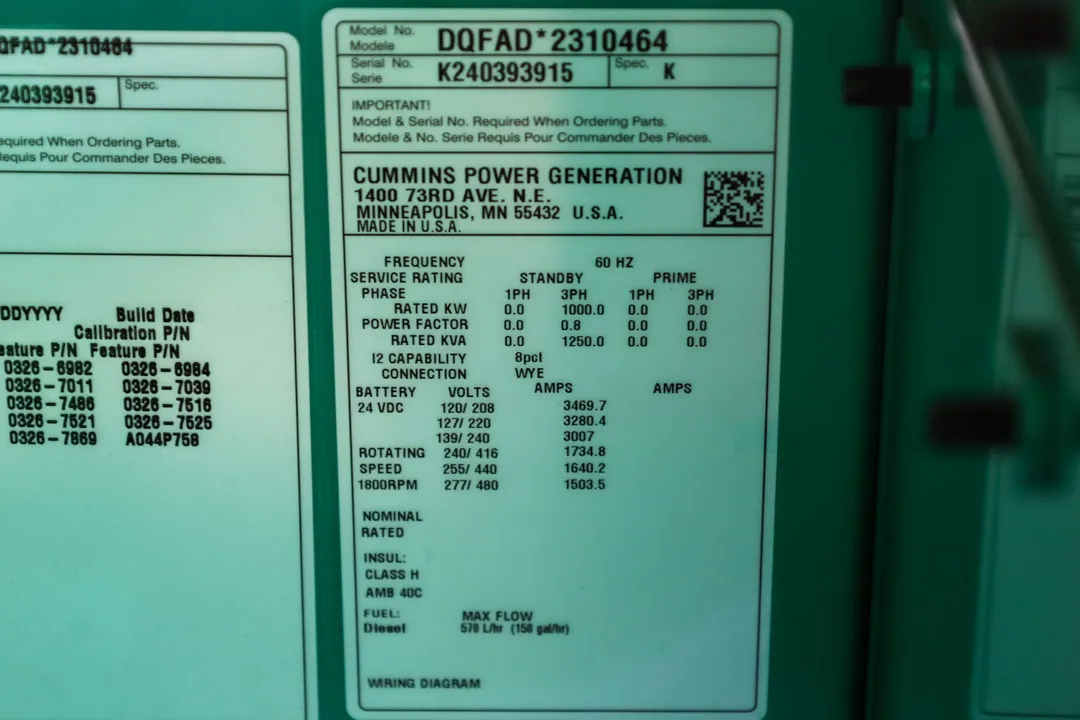 QFAD*2310464
240393915 Spec.
equired When Ordering Parts.
equis Pour Commander Des Pieces.
DDYYYY Build Date
Calibration P/N
eature P/N Feature P/N
0326-6982 0326-6984
0326-7011 0326-7039
0326-7486 0326-7516
0326-7521 0326-7525
0326-7869 A044P758
Model No. DQFAD*2310464
Modele
Serial No. K240393915 Spec. K
Serie
IMPORTANT!
Model & Serial No. Required When Ordering Parts.
Modele & No. Serie Requis Pour Commander Des Pieces.
CUMMINS POWER GENERATION
1400 73RD AVE. N.E.
MINNEAPOLIS, MN 55432 U.S.A.
MADE IN U.S.A.
FREQUENCY 60 HZ
SERVICE RATING STANDBY PRIME
PHASE 1PH 3PH 1PH 3PH
RATED KW 0.0 1000.0 0.0 0.0
POWER FACTOR 0.0 0.8 0.0 0.0
RATED KVA 0.0 1250.0 0.0 0.0
I2 CAPABILITY 8pct
CONNECTION WYE
BATTERY VOLTS AMPS AMPS
24 VDC 120/ 208 3469.7
127/ 220 3280.4
139/ 240 3007
ROTATING 240/ 416 1734.8
SPEED 255/ 440 1640.2
1800RPM 277/ 480 1503.5
NOMINAL
RATED
INSUL:
CLASS H
AMB 40C
FUEL: MAX FLOW
Diesel 570 L/hr (150 gal/hr)
WIRING DIAGRAM